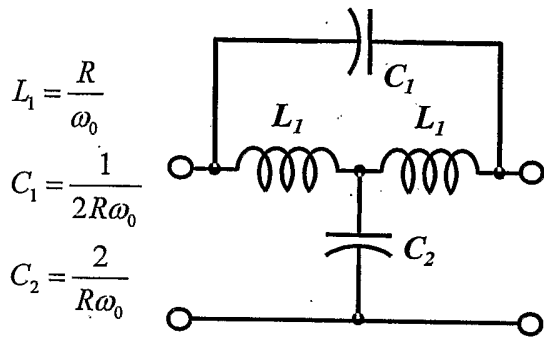 C₁
L₁ = R/ω₀
L₁ L₁
C₁ = 1/2Rω₀
C₂ = 2/Rω₀
C₂